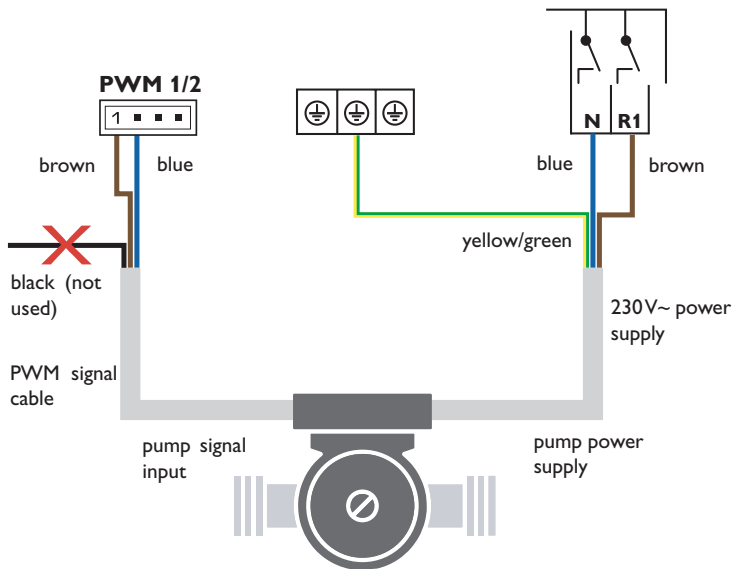 PWM 1/2
1
N R1
brown
blue
blue
brown
yellow/green
black (not
used)
230V~ power
supply
PWM signal
cable
pump signal
input
pump power
supply